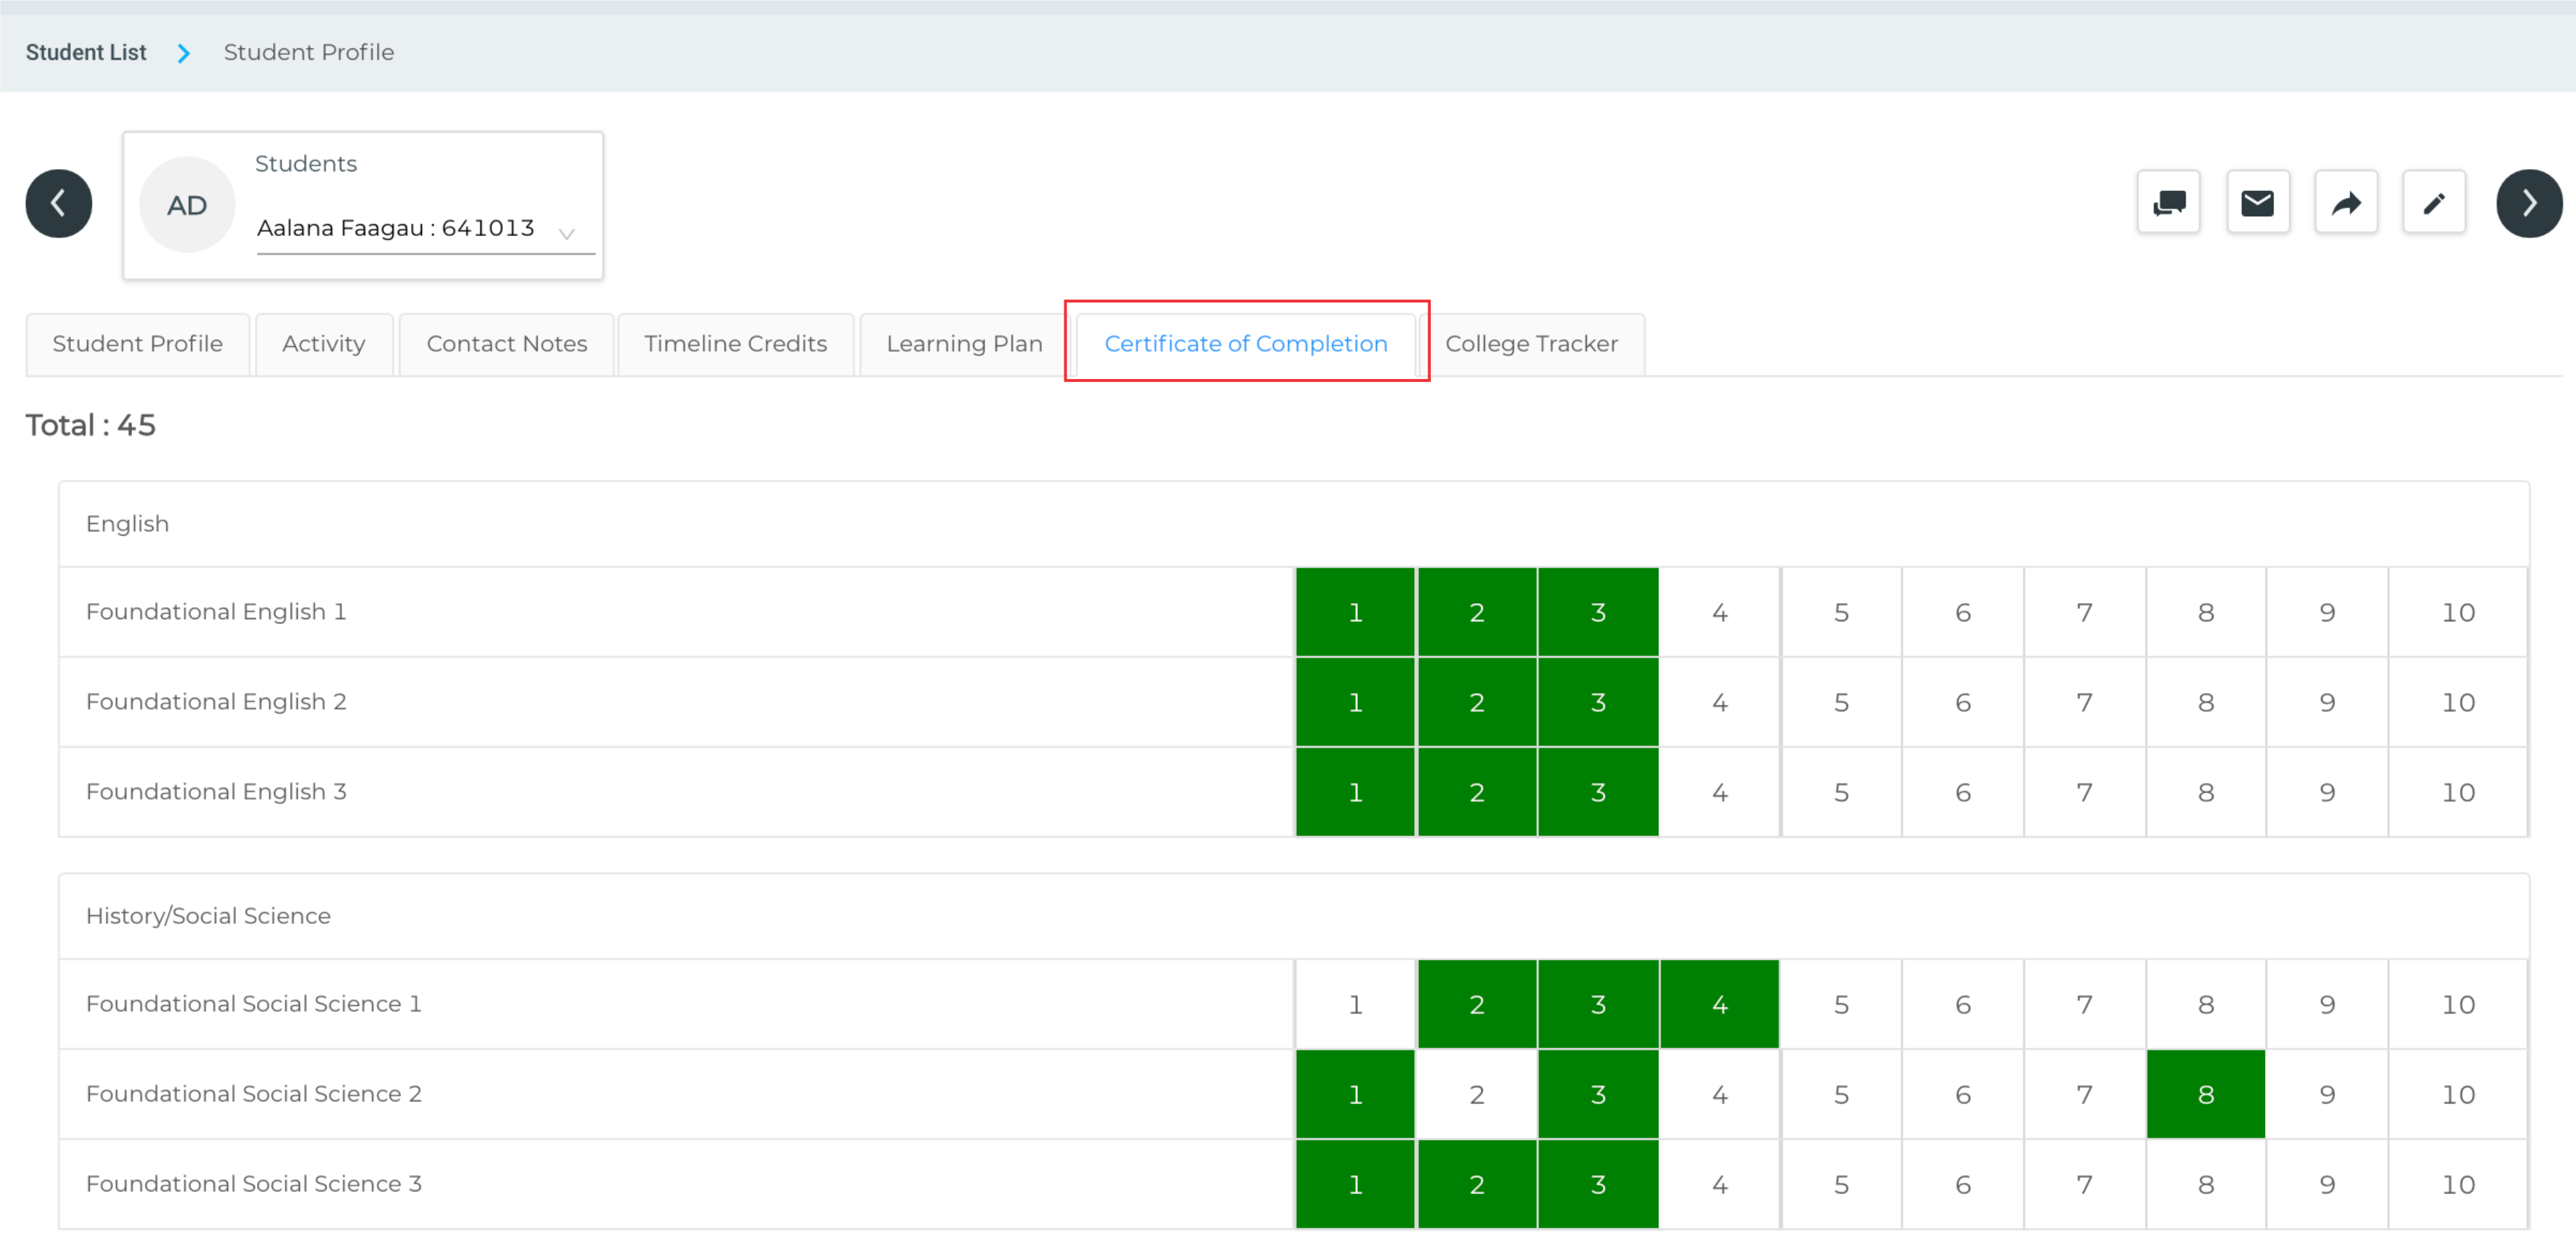 Student List > Student Profile
Students
AD
Aalana Faagau : 641013
Student Profile Activity Contact Notes Timeline Credits Learning Plan Certificate of Completion College Tracker
Total : 45
English
Foundational English 1 1 2 3 4 5 6 7 8 9 10
Foundational English 2 1 2 3 4 5 6 7 8 9 10
Foundational English 3 1 2 3 4 5 6 7 8 9 10
History/Social Science
Foundational Social Science 1 1 2 3 4 5 6 7 8 9 10
Foundational Social Science 2 1 2 3 4 5 6 7 8 9 10
Foundational Social Science 3 1 2 3 4 5 6 7 8 9 10